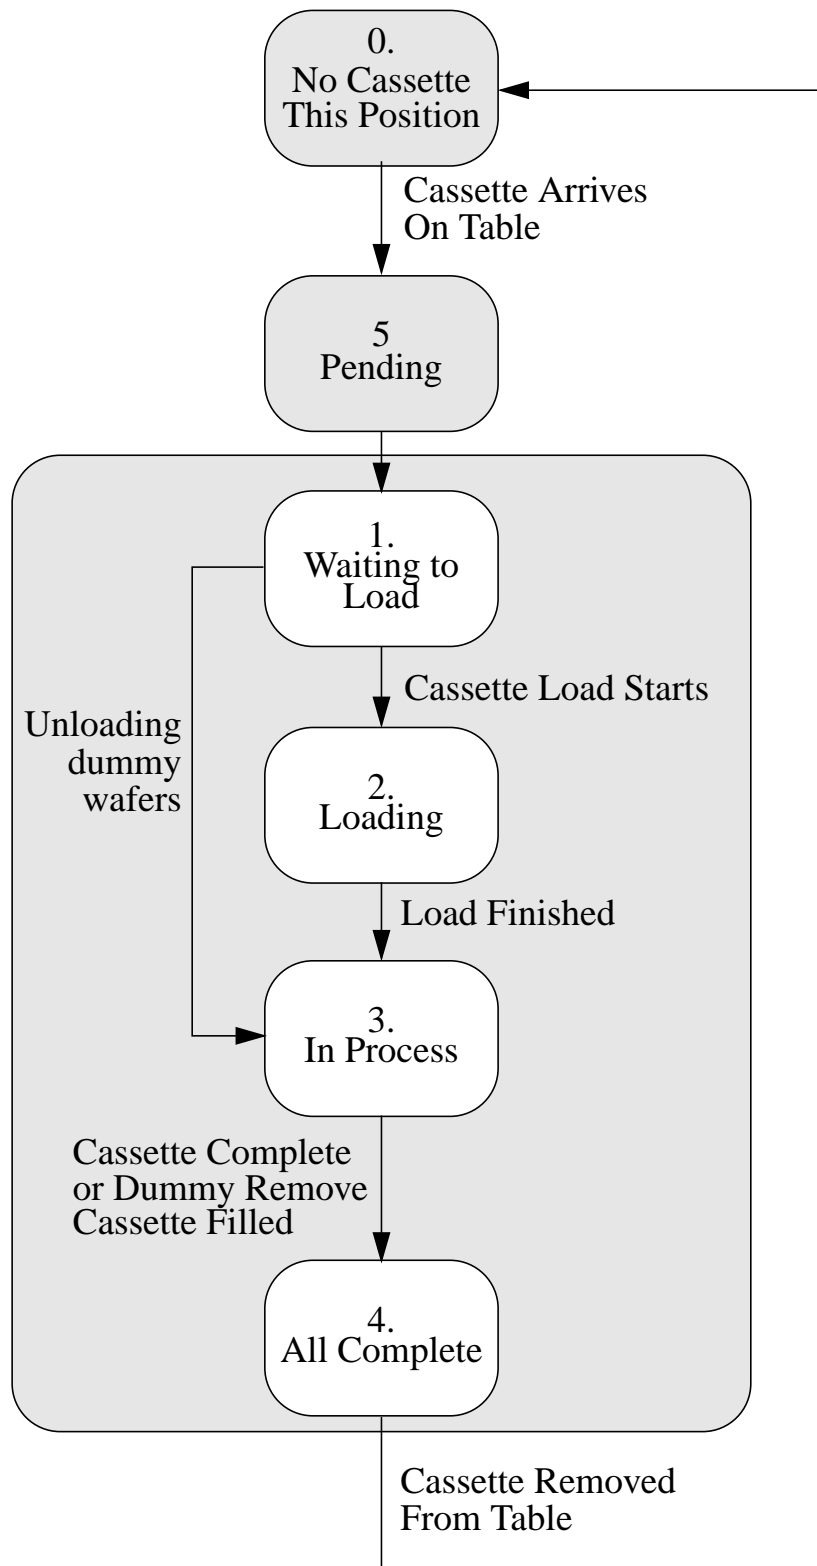 0.
No Cassette
This Position
Cassette Arrives
On Table
5
Pending
1.
Waiting to
Load
Cassette Load Starts
Unloading
dummy
wafers
2.
Loading
Load Finished
3.
In Process
Cassette Complete
or Dummy Remove
Cassette Filled
4.
All Complete
Cassette Removed
From Table